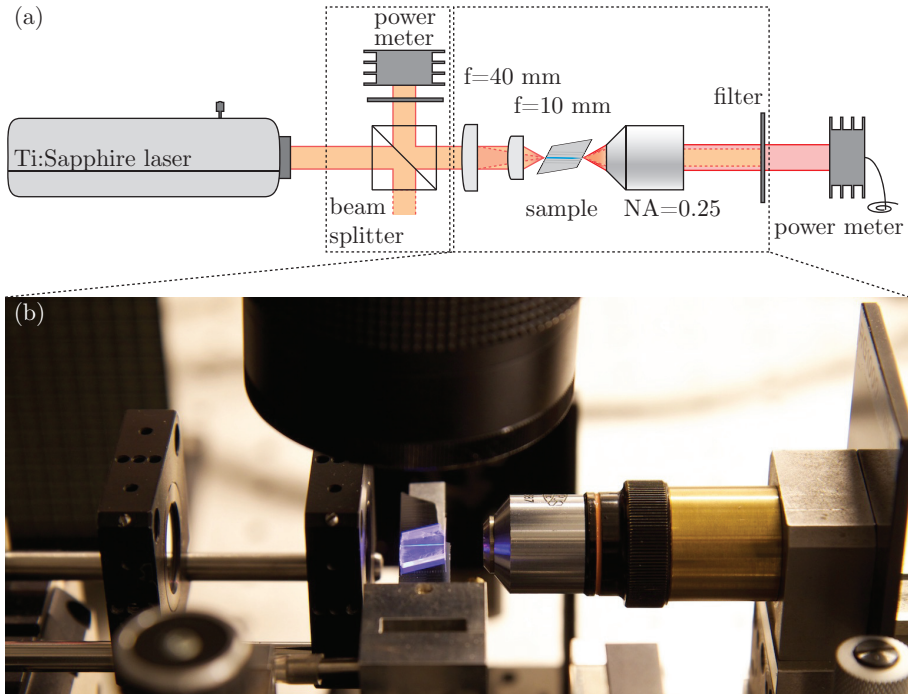 (a)
power
meter
f=40 mm
f=10 mm
filter
Ti:Sapphire laser
beam
splitter
sample
NA=0.25
power meter
(b)